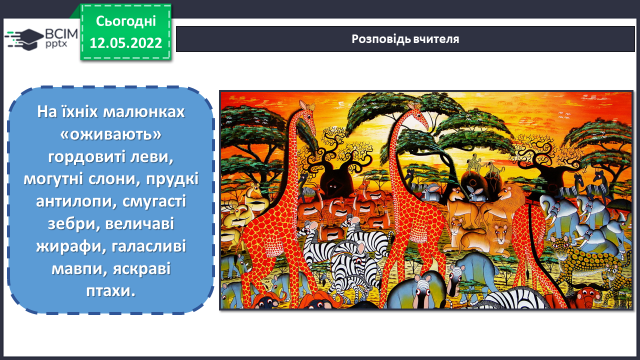 Сьогодні
12.05.2022
BCIM
pptx
Розповідь вчителя
На їхніх малюнках
«оживають»
гордовиті леви,
могутні слони, прудкі
антилопи, смугасті
зебри, величаві
жирафи, галасливі
мавпи, яскраві
птахи.